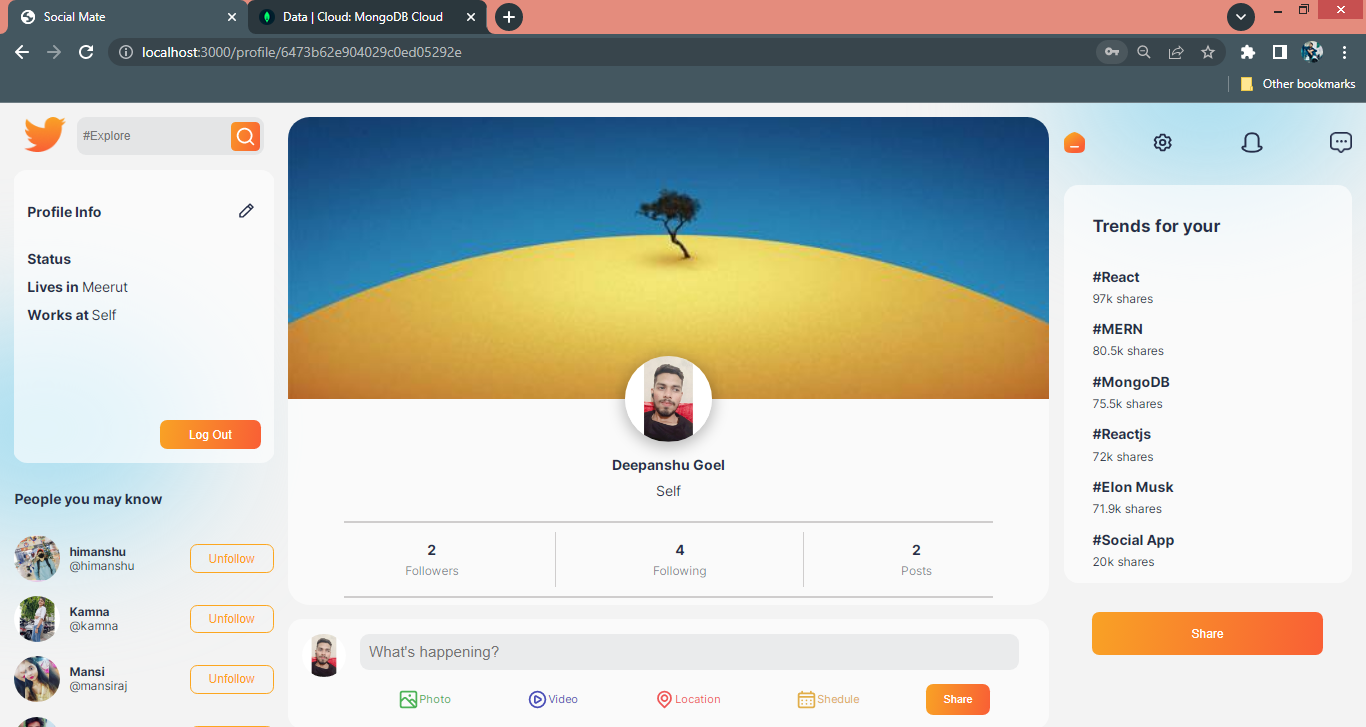 Social Mate
Data | Cloud: MongoDB Cloud
localhost:3000/profile/6473b62e904029c0ed05292e
Other bookmarks
#Explore
Profile Info
Status
Lives in Meerut
Works at Self
Log Out
People you may know
himanshu
@himanshu
Unfollow
Kamna
@kamna
Unfollow
Mansi
@mansiraj
Unfollow
Deepanshu Goel
Self
2
Followers
4
Following
2
Posts
What's happening?
Photo
Video
Location
Shedule
Share
Trends for your
#React
97k shares
#MERN
80.5k shares
#MongoDB
75.5k shares
#Reactjs
72k shares
#Elon Musk
71.9k shares
#Social App
20k shares
Share